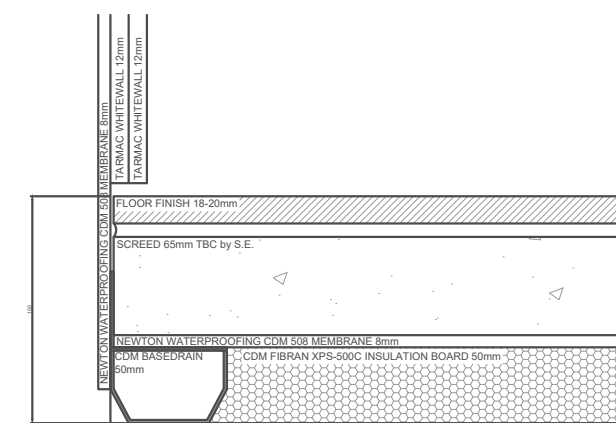 NEWTON WATERPROOFING CDM 508 MEMBRANE 8mm
TARMAC WHITEWALL 12mm
TARMAC WHITEWALL 12mm
FLOOR FINISH 18-20mm
SCREED 65mm TBC by S.E.
NEWTON WATERPROOFING CDM 508 MEMBRANE 8mm
CDM BASEDRAIN
50mm
CDM FIBRAN XPS-500C INSULATION BOARD 50mm